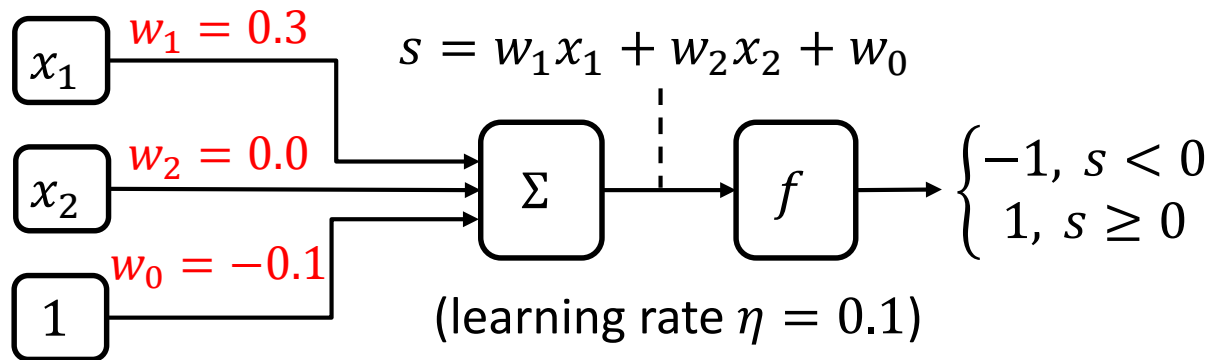 w₁ = 0.3
x₁
s = w₁x₁ + w₂x₂ + w₀
w₂ = 0.0
x₂
Σ
f
−1, s < 0
1, s ≥ 0
w₀ = −0.1
1
(learning rate η = 0.1)